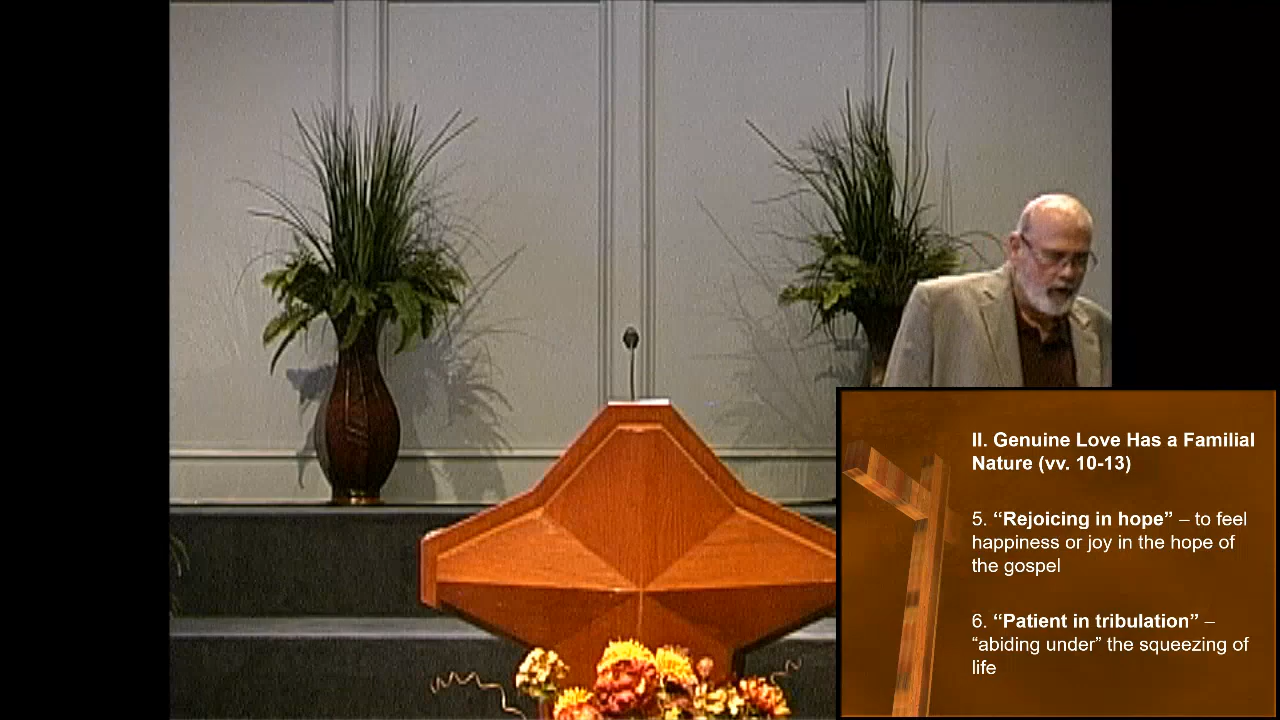 II. Genuine Love Has a Familial
Nature (vv. 10-13)
5. “Rejoicing in hope” – to feel
happiness or joy in the hope of
the gospel
6. “Patient in tribulation” –
“abiding under” the squeezing of
life